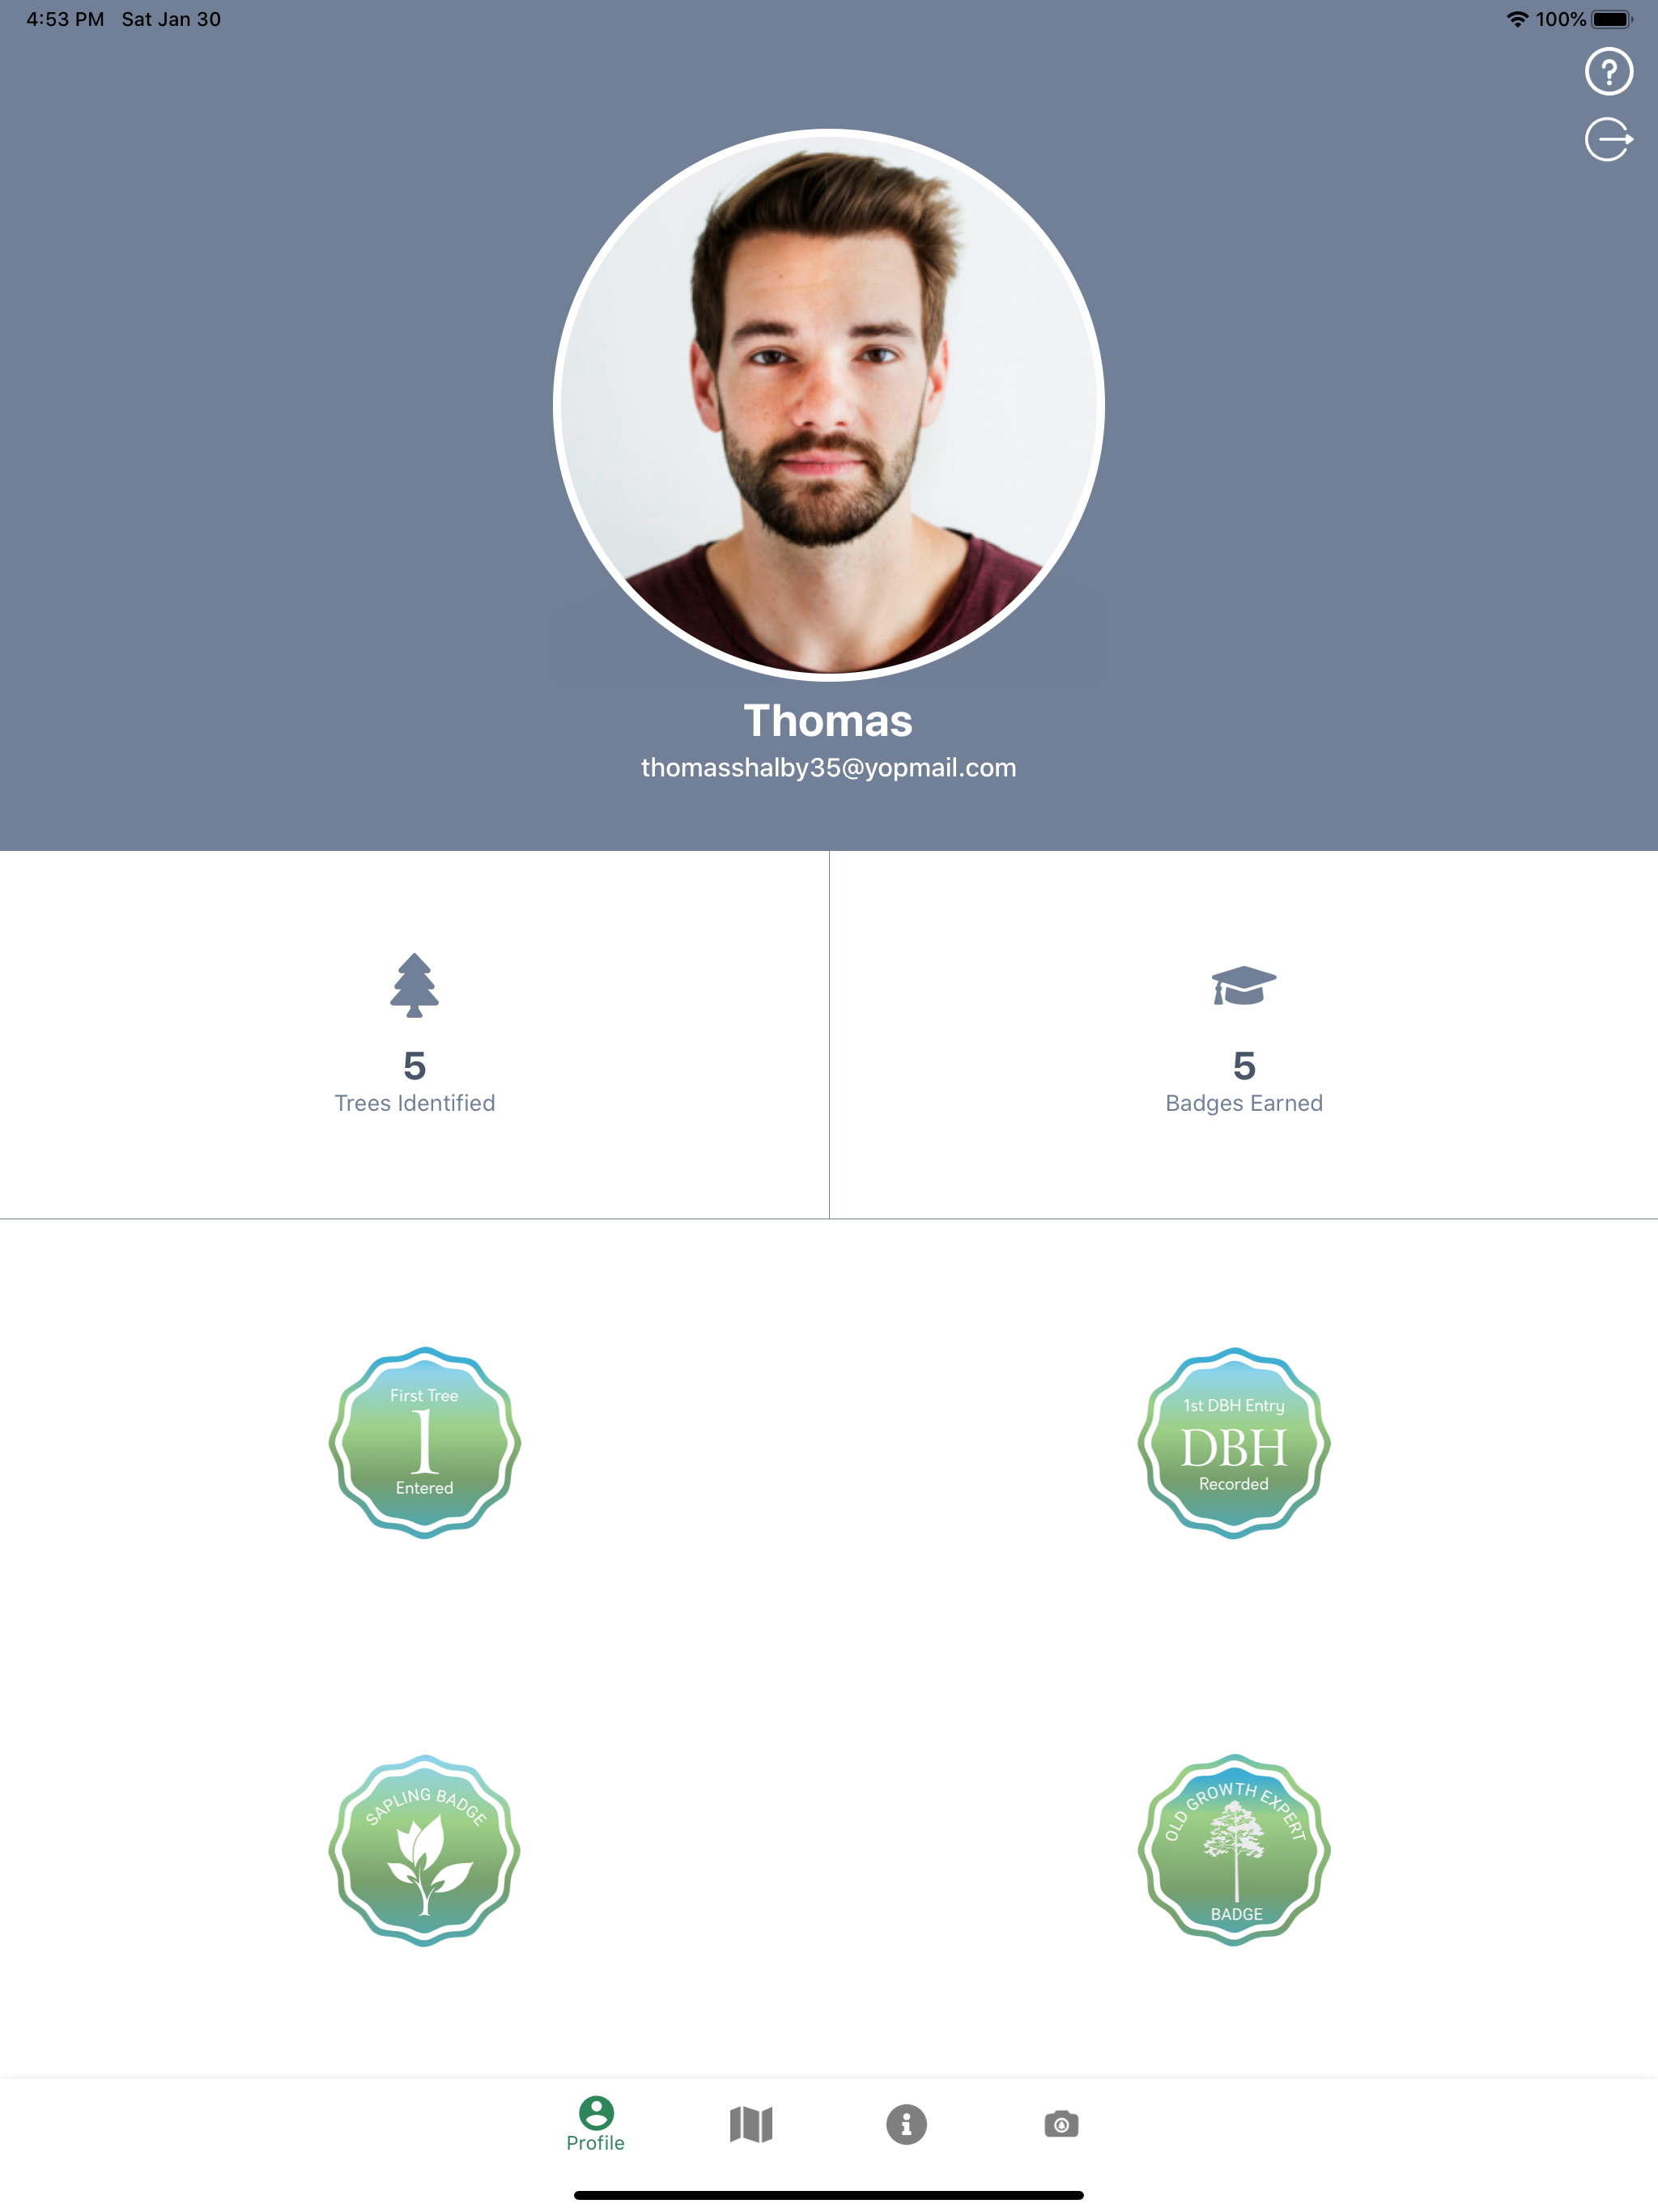 4:53 PM Sat Jan 30
100%
Thomas
thomasshalby35@yopmail.com
5
Trees Identified
5
Badges Earned
First Tree
1
Entered
1st DBH Entry
DBH
Recorded
SAPLING BADGE
OLD GROWTH EXPERT
BADGE
Profile